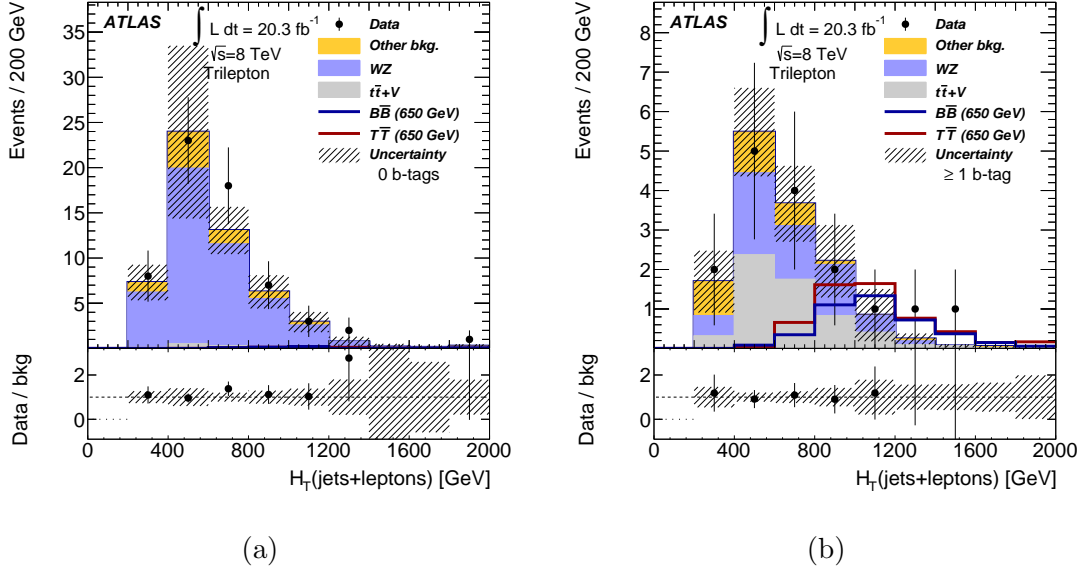 ATLAS
∫ L dt = 20.3 fb⁻¹
√s=8 TeV
Trilepton
Data
Other bkg.
WZ
tt̄+V
BB̄ (650 GeV)
TT̄ (650 GeV)
Uncertainty
0 b-tags
Events / 200 GeV
35
30
25
20
15
10
5
Data / bkg
2
0
0 400 800 1200 1600 2000
H_T(jets+leptons) [GeV]
(a)
ATLAS
∫ L dt = 20.3 fb⁻¹
√s=8 TeV
Trilepton
Data
Other bkg.
WZ
tt̄+V
BB̄ (650 GeV)
TT̄ (650 GeV)
Uncertainty
≥ 1 b-tag
Events / 200 GeV
8
7
6
5
4
3
2
1
Data / bkg
2
0
0 400 800 1200 1600 2000
H_T(jets+leptons) [GeV]
(b)